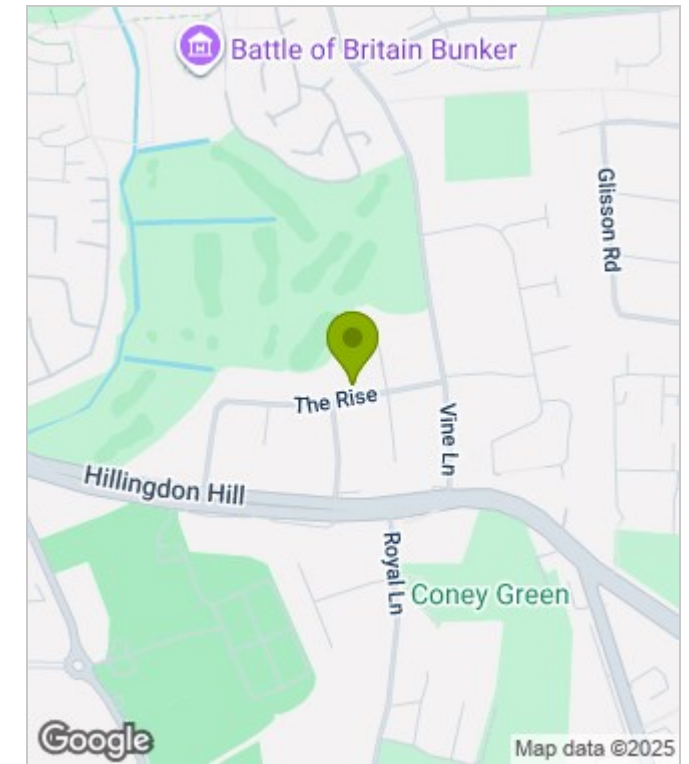 Battle of Britain Bunker
Glisson Rd
The Rise
Vine Ln
Hillingdon Hill
Royal Ln
Coney Green
Google
Map data ©2025